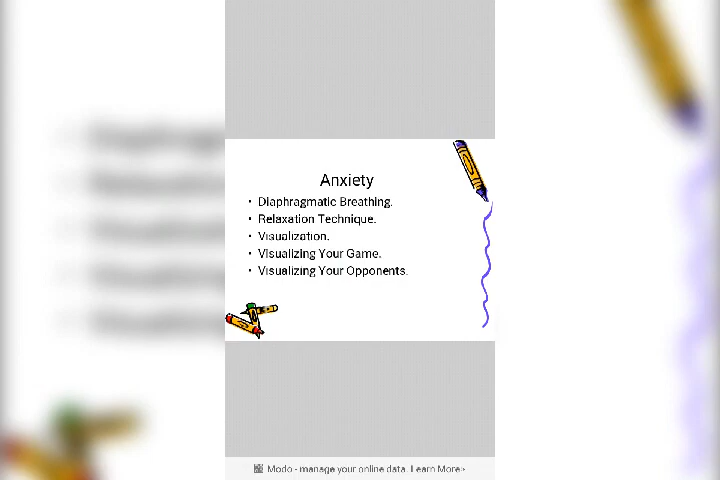 Anxiety
• Diaphragmatic Breathing.
• Relaxation Technique.
• Visualization.
• Visualizing Your Game.
• Visualizing Your Opponents.
Modo - manage your online data. Learn More>